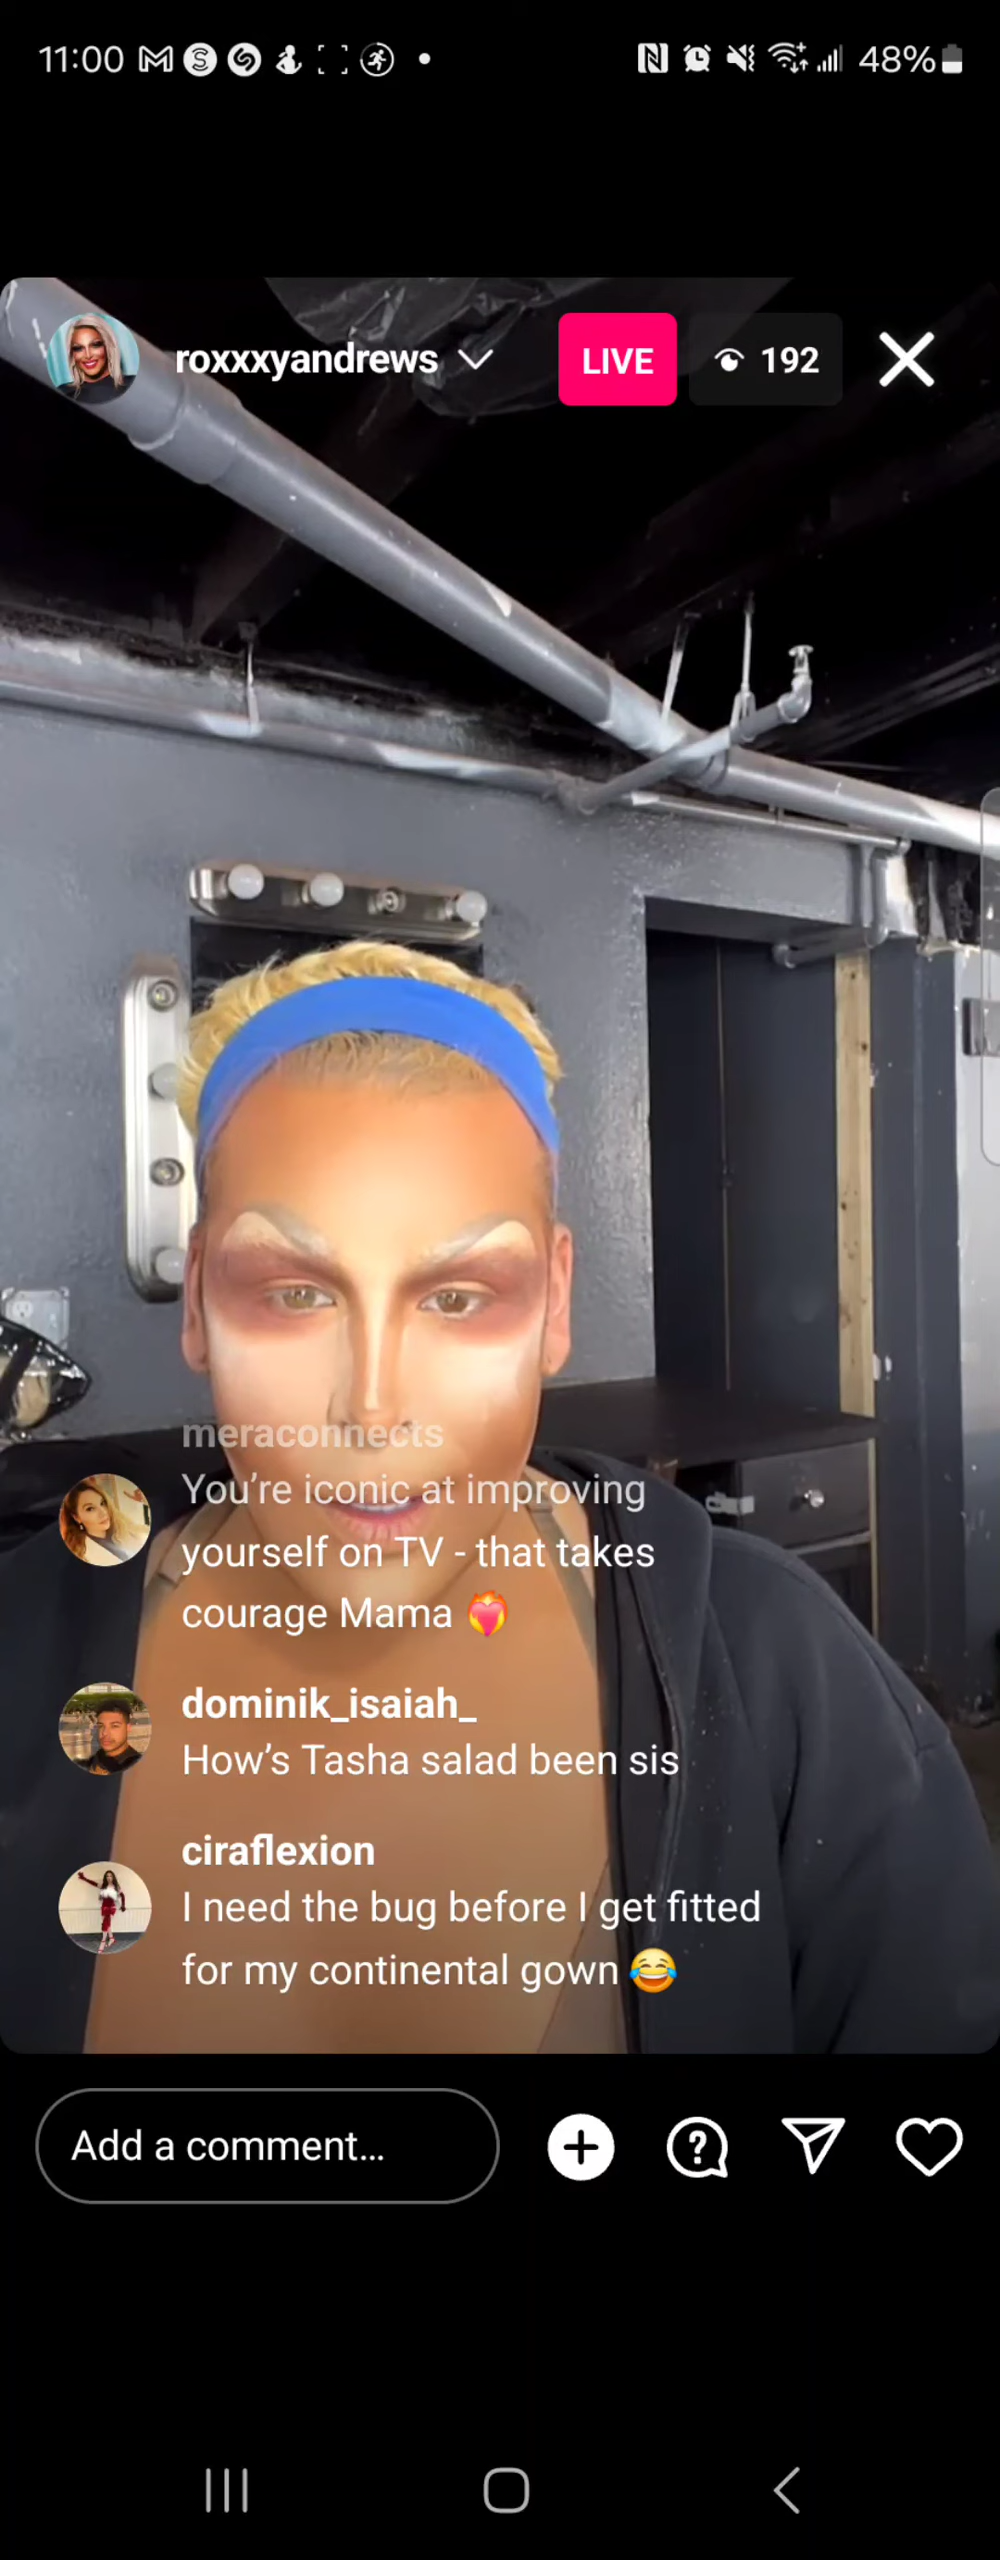 11:00
48%
roxxxyandrews
LIVE
192
meraconnects
You’re iconic at improving
yourself on TV - that takes
courage Mama ❤️‍🔥
dominik_isaiah_
How’s Tasha salad been sis
ciraflexion
I need the bug before I get fitted
for my continental gown 😂
Add a comment...